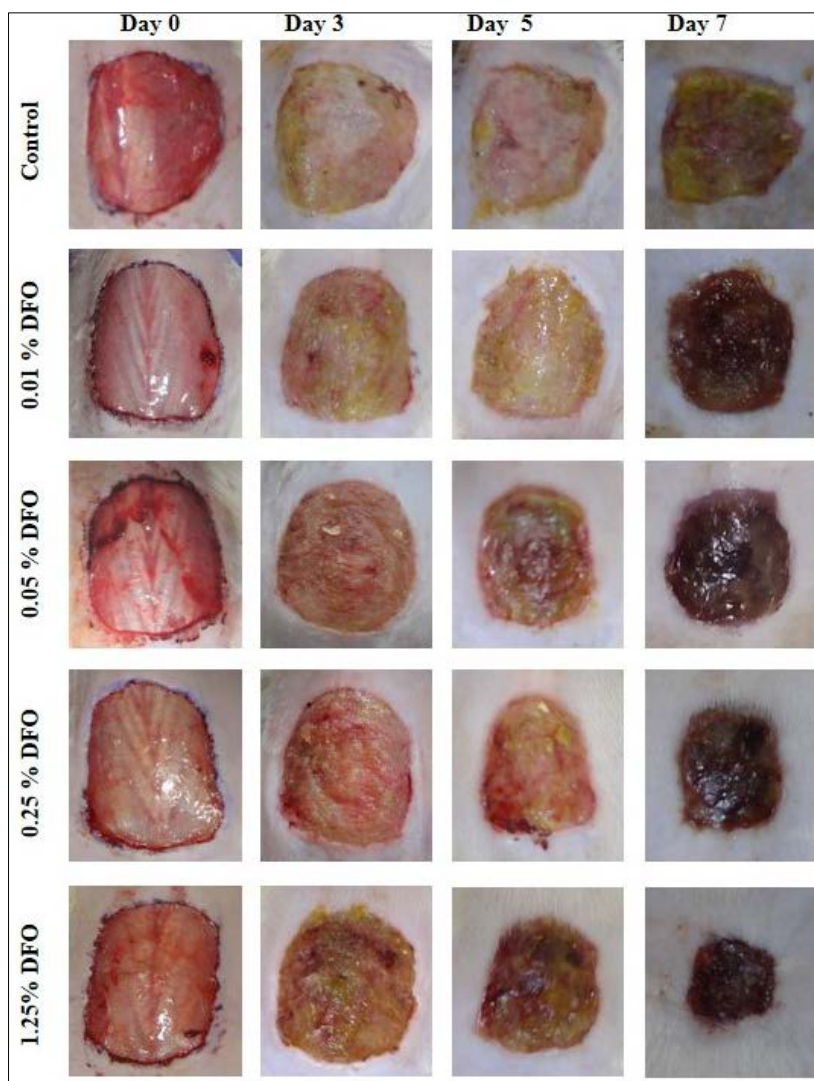 Day 0 Day 3 Day 5 Day 7
Control
0.01 % DFO
0.05 % DFO
0.25 % DFO
1.25% DFO